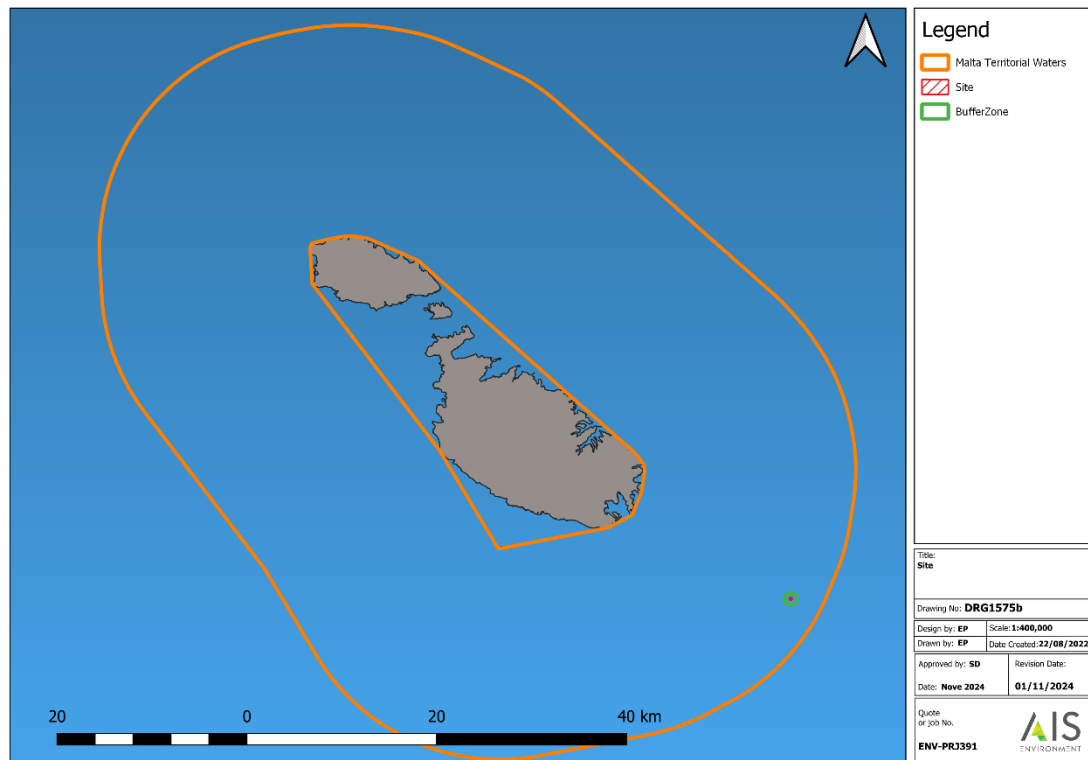 Legend
Malta Territorial Waters
Site
BufferZone
20 0 20 40 km
Title:
Site
Drawing No: DRG1575b
Design by: EP Scale: 1:400,000
Drawn by: EP Date Created: 22/08/2022
Approved by: SD Revision Date:
Date: Nove 2024 01/11/2024
Quote
or job No.
ENV-PRJ391
AIS
ENVIRONMENT